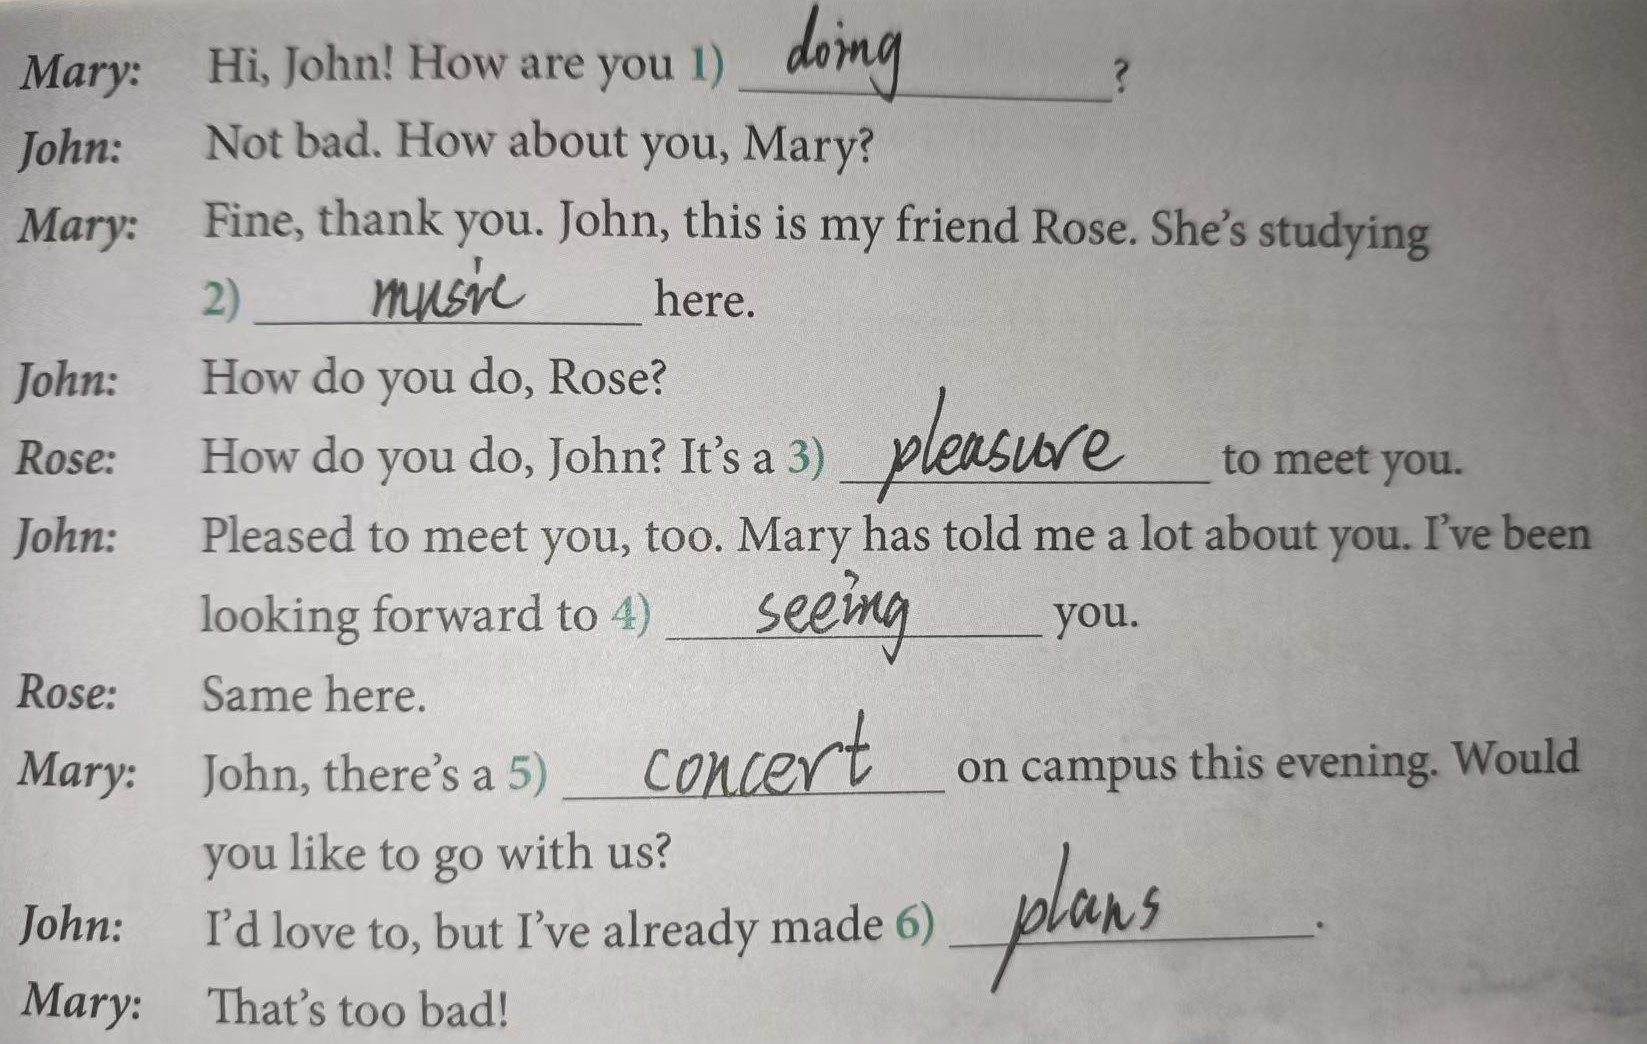 Mary: Hi, John! How are you 1) doing ?
John: Not bad. How about you, Mary?
Mary: Fine, thank you. John, this is my friend Rose. She's studying
2) music here.
John: How do you do, Rose?
Rose: How do you do, John? It's a 3) pleasure to meet you.
John: Pleased to meet you, too. Mary has told me a lot about you. I've been
looking forward to 4) seeing you.
Rose: Same here.
Mary: John, there's a 5) concert on campus this evening. Would
you like to go with us?
John: I'd love to, but I've already made 6) plans .
Mary: That's too bad!